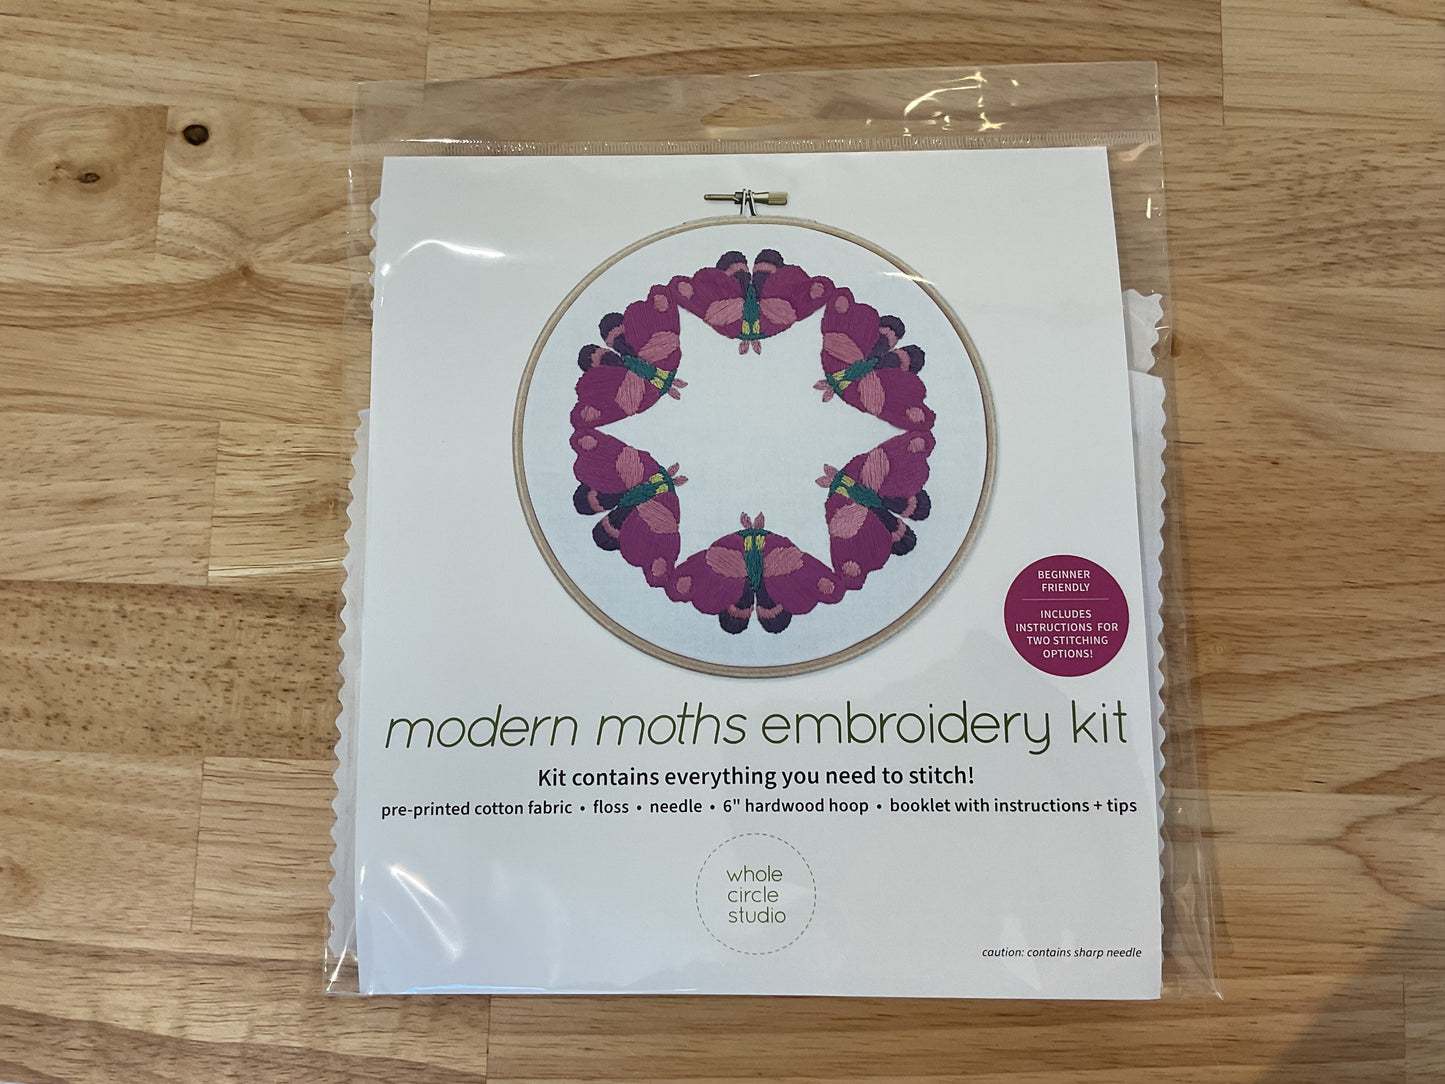 BEGINNER
FRIENDLY
INCLUDES
INSTRUCTIONS FOR
TWO STITCHING
OPTIONS!
modern moths embroidery kit
Kit contains everything you need to stitch!
pre-printed cotton fabric • floss • needle • 6" hardwood hoop • booklet with instructions + tips
whole
circle
studio
caution: contains sharp needle